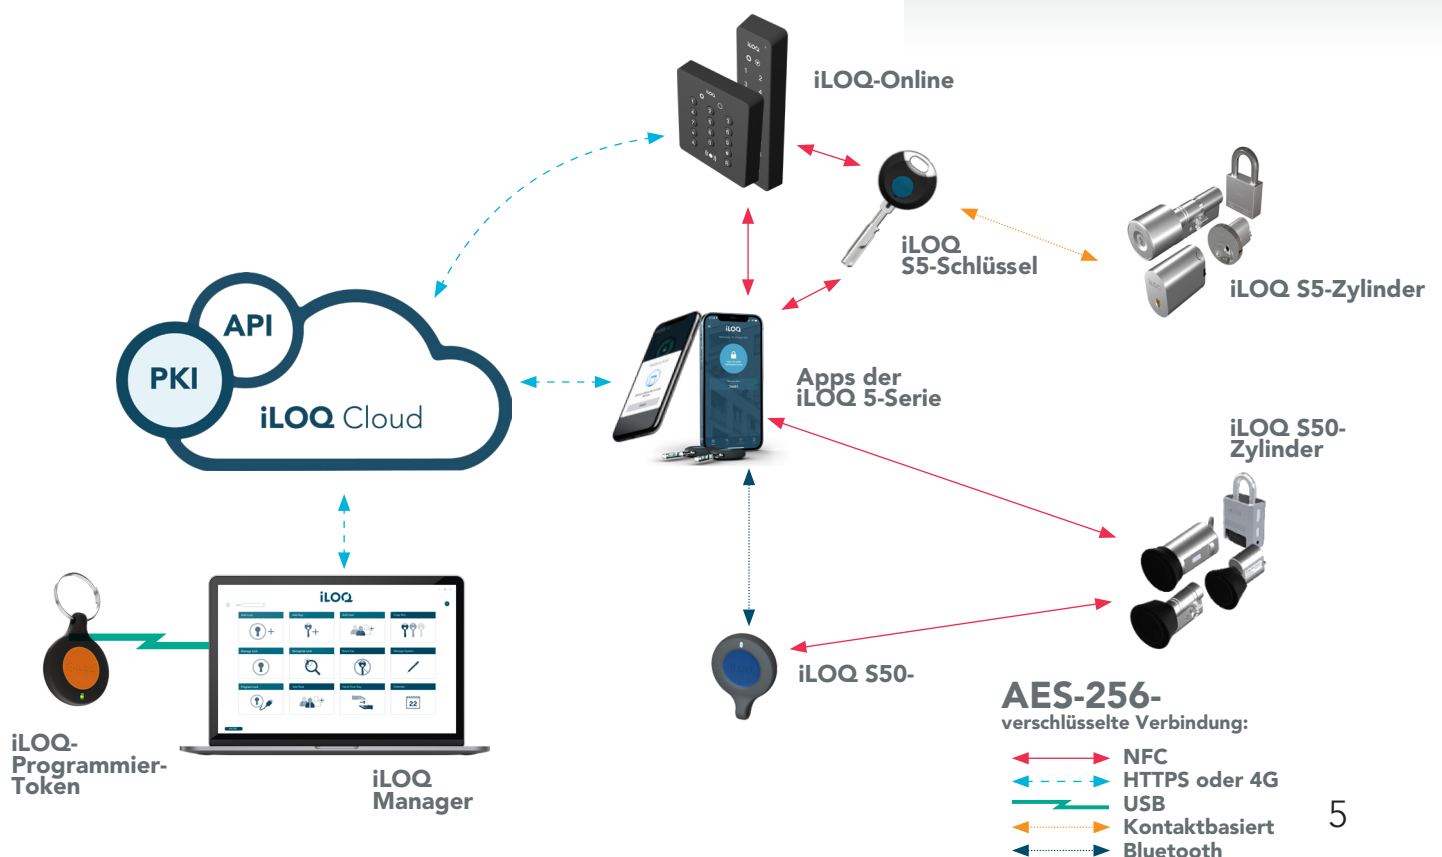 iLOQ-Online
iLOQ
S5-Schlüssel
iLOQ S5-Zylinder
API
PKI
iLOQ Cloud
iLOQ
Apps der
iLOQ 5-Serie
iLOQ S50-
Zylinder
iLOQ
22
iLOQ S50-
iLOQ-
Programmier-
Token
iLOQ
Manager
AES-256-
verschlüsselte Verbindung:
NFC
HTTPS oder 4G
USB
Kontaktbasiert
Bluetooth
5